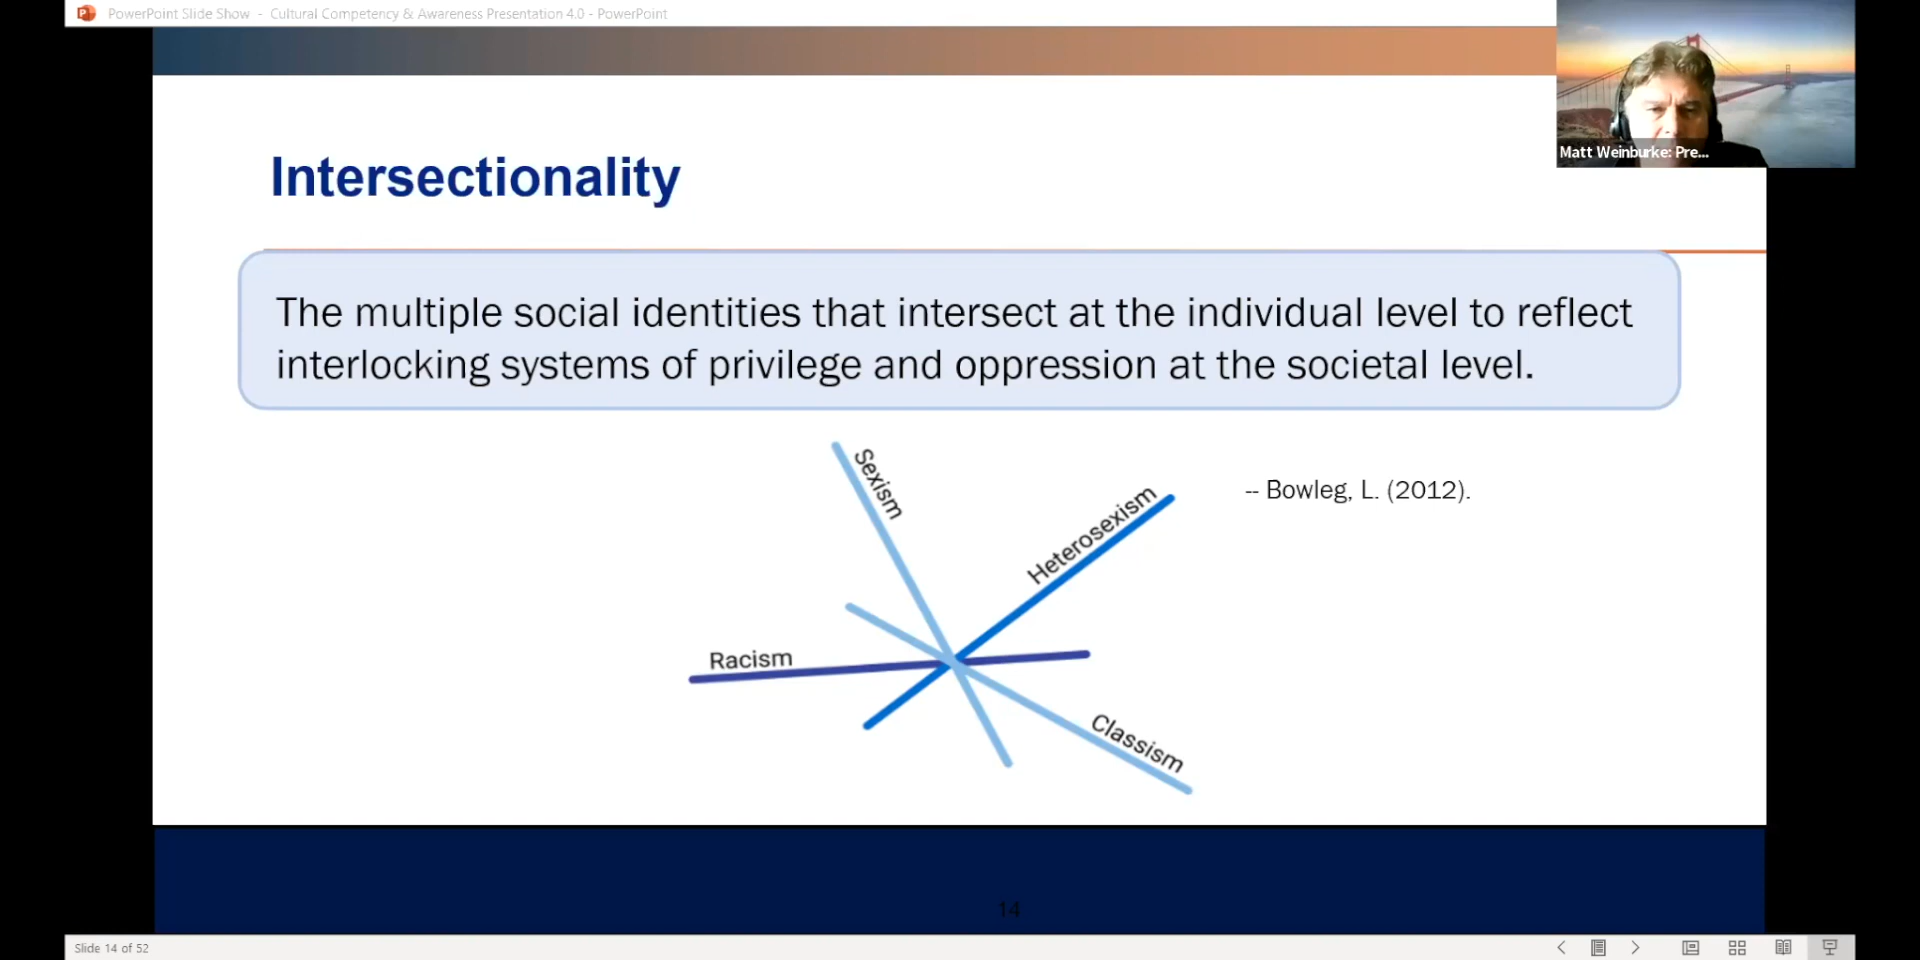 PowerPoint Slide Show - Cultural Competency & Awareness Presentation 4.0 - PowerPoint
Matt Weinburke: Pre...
Intersectionality
The multiple social identities that intersect at the individual level to reflect
interlocking systems of privilege and oppression at the societal level.
-- Bowleg, L. (2012).
Sexism
Heterosexism
Racism
Classism
14
Slide 14 of 52